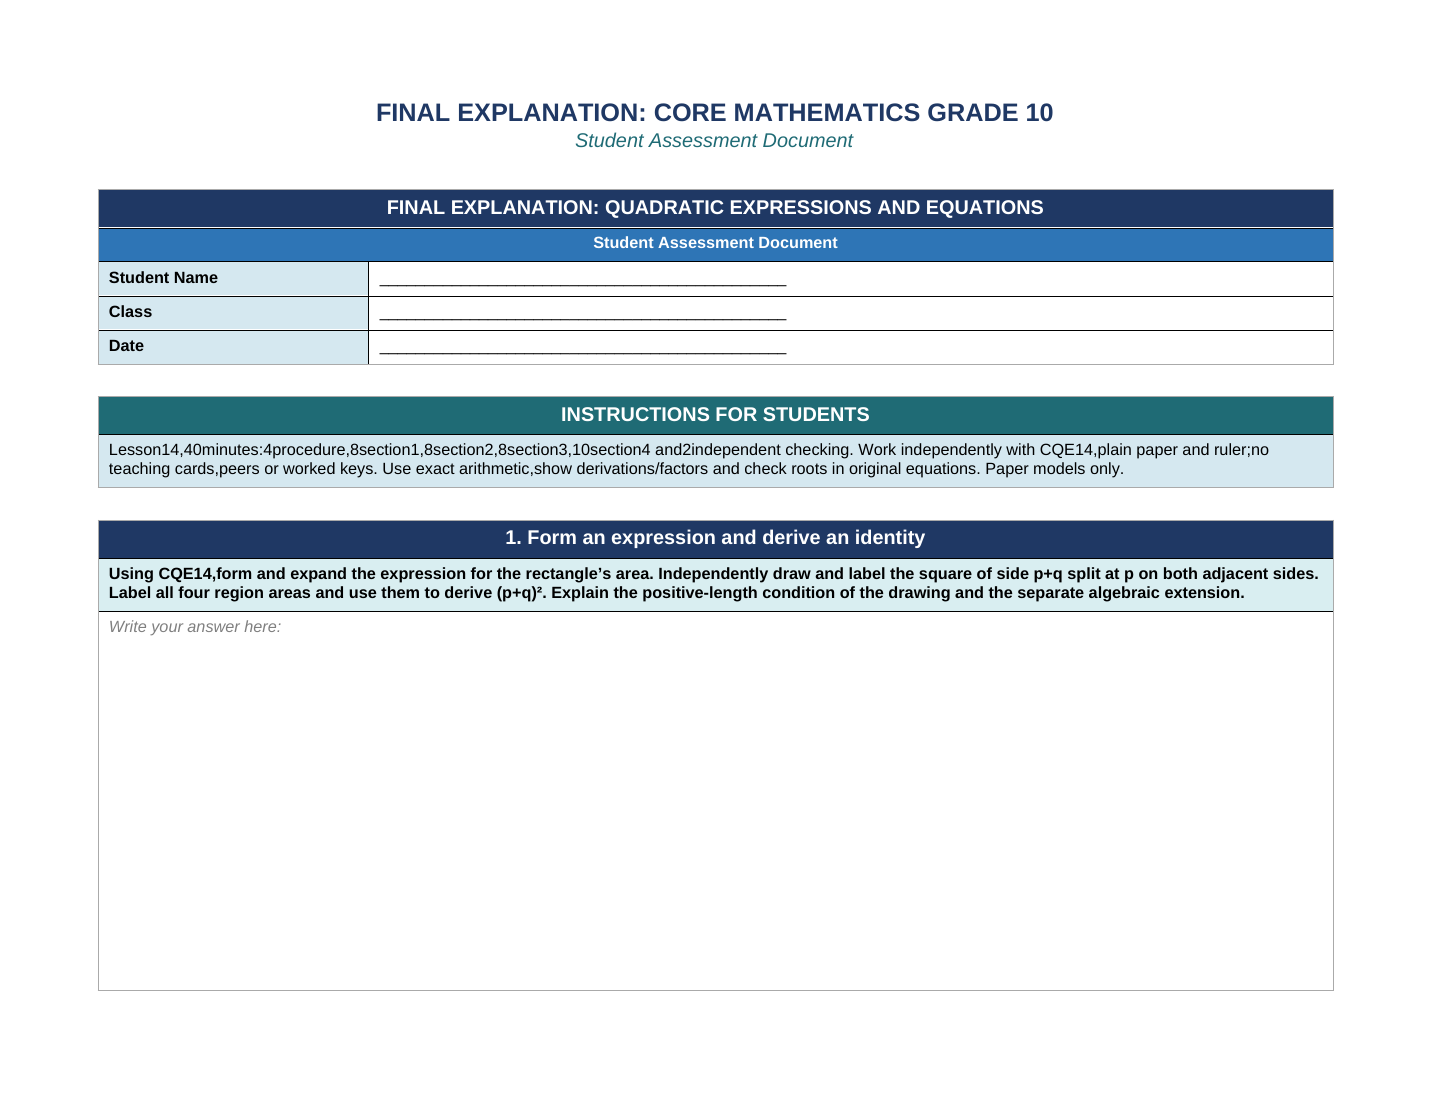 FINAL EXPLANATION: CORE MATHEMATICS GRADE 10
Student Assessment Document
FINAL EXPLANATION: QUADRATIC EXPRESSIONS AND EQUATIONS
Student Assessment Document
Student Name
Class
Date
INSTRUCTIONS FOR STUDENTS
Lesson14,40minutes:4procedure,8section1,8section2,8section3,10section4 and2independent checking. Work independently with CQE14,plain paper and ruler;no
teaching cards,peers or worked keys. Use exact arithmetic,show derivations/factors and check roots in original equations. Paper models only.
1. Form an expression and derive an identity
Using CQE14,form and expand the expression for the rectangle’s area. Independently draw and label the square of side p+q split at p on both adjacent sides.
Label all four region areas and use them to derive (p+q)². Explain the positive-length condition of the drawing and the separate algebraic extension.
Write your answer here: